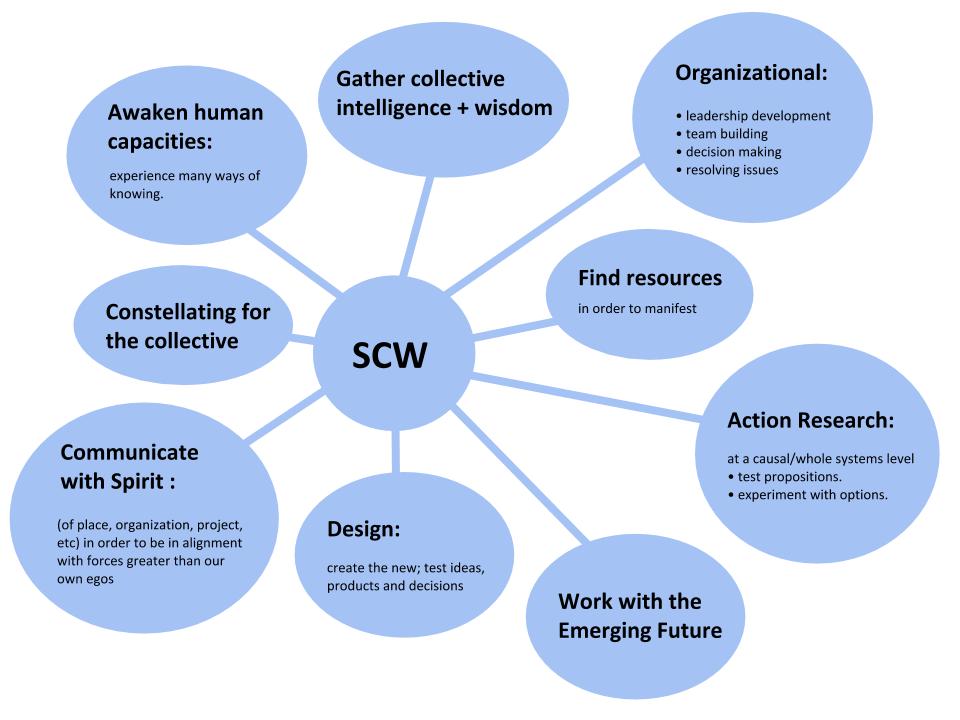 Gather collective
intelligence + wisdom
Organizational:
• leadership development
• team building
• decision making
• resolving issues
Awaken human
capacities:
experience many ways of
knowing.
Find resources
in order to manifest
Constellating for
the collective
SCW
Action Research:
at a causal/whole systems level
• test propositions.
• experiment with options.
Communicate
with Spirit :
(of place, organization, project,
etc) in order to be in alignment
with forces greater than our
own egos
Design:
create the new; test ideas,
products and decisions
Work with the
Emerging Future